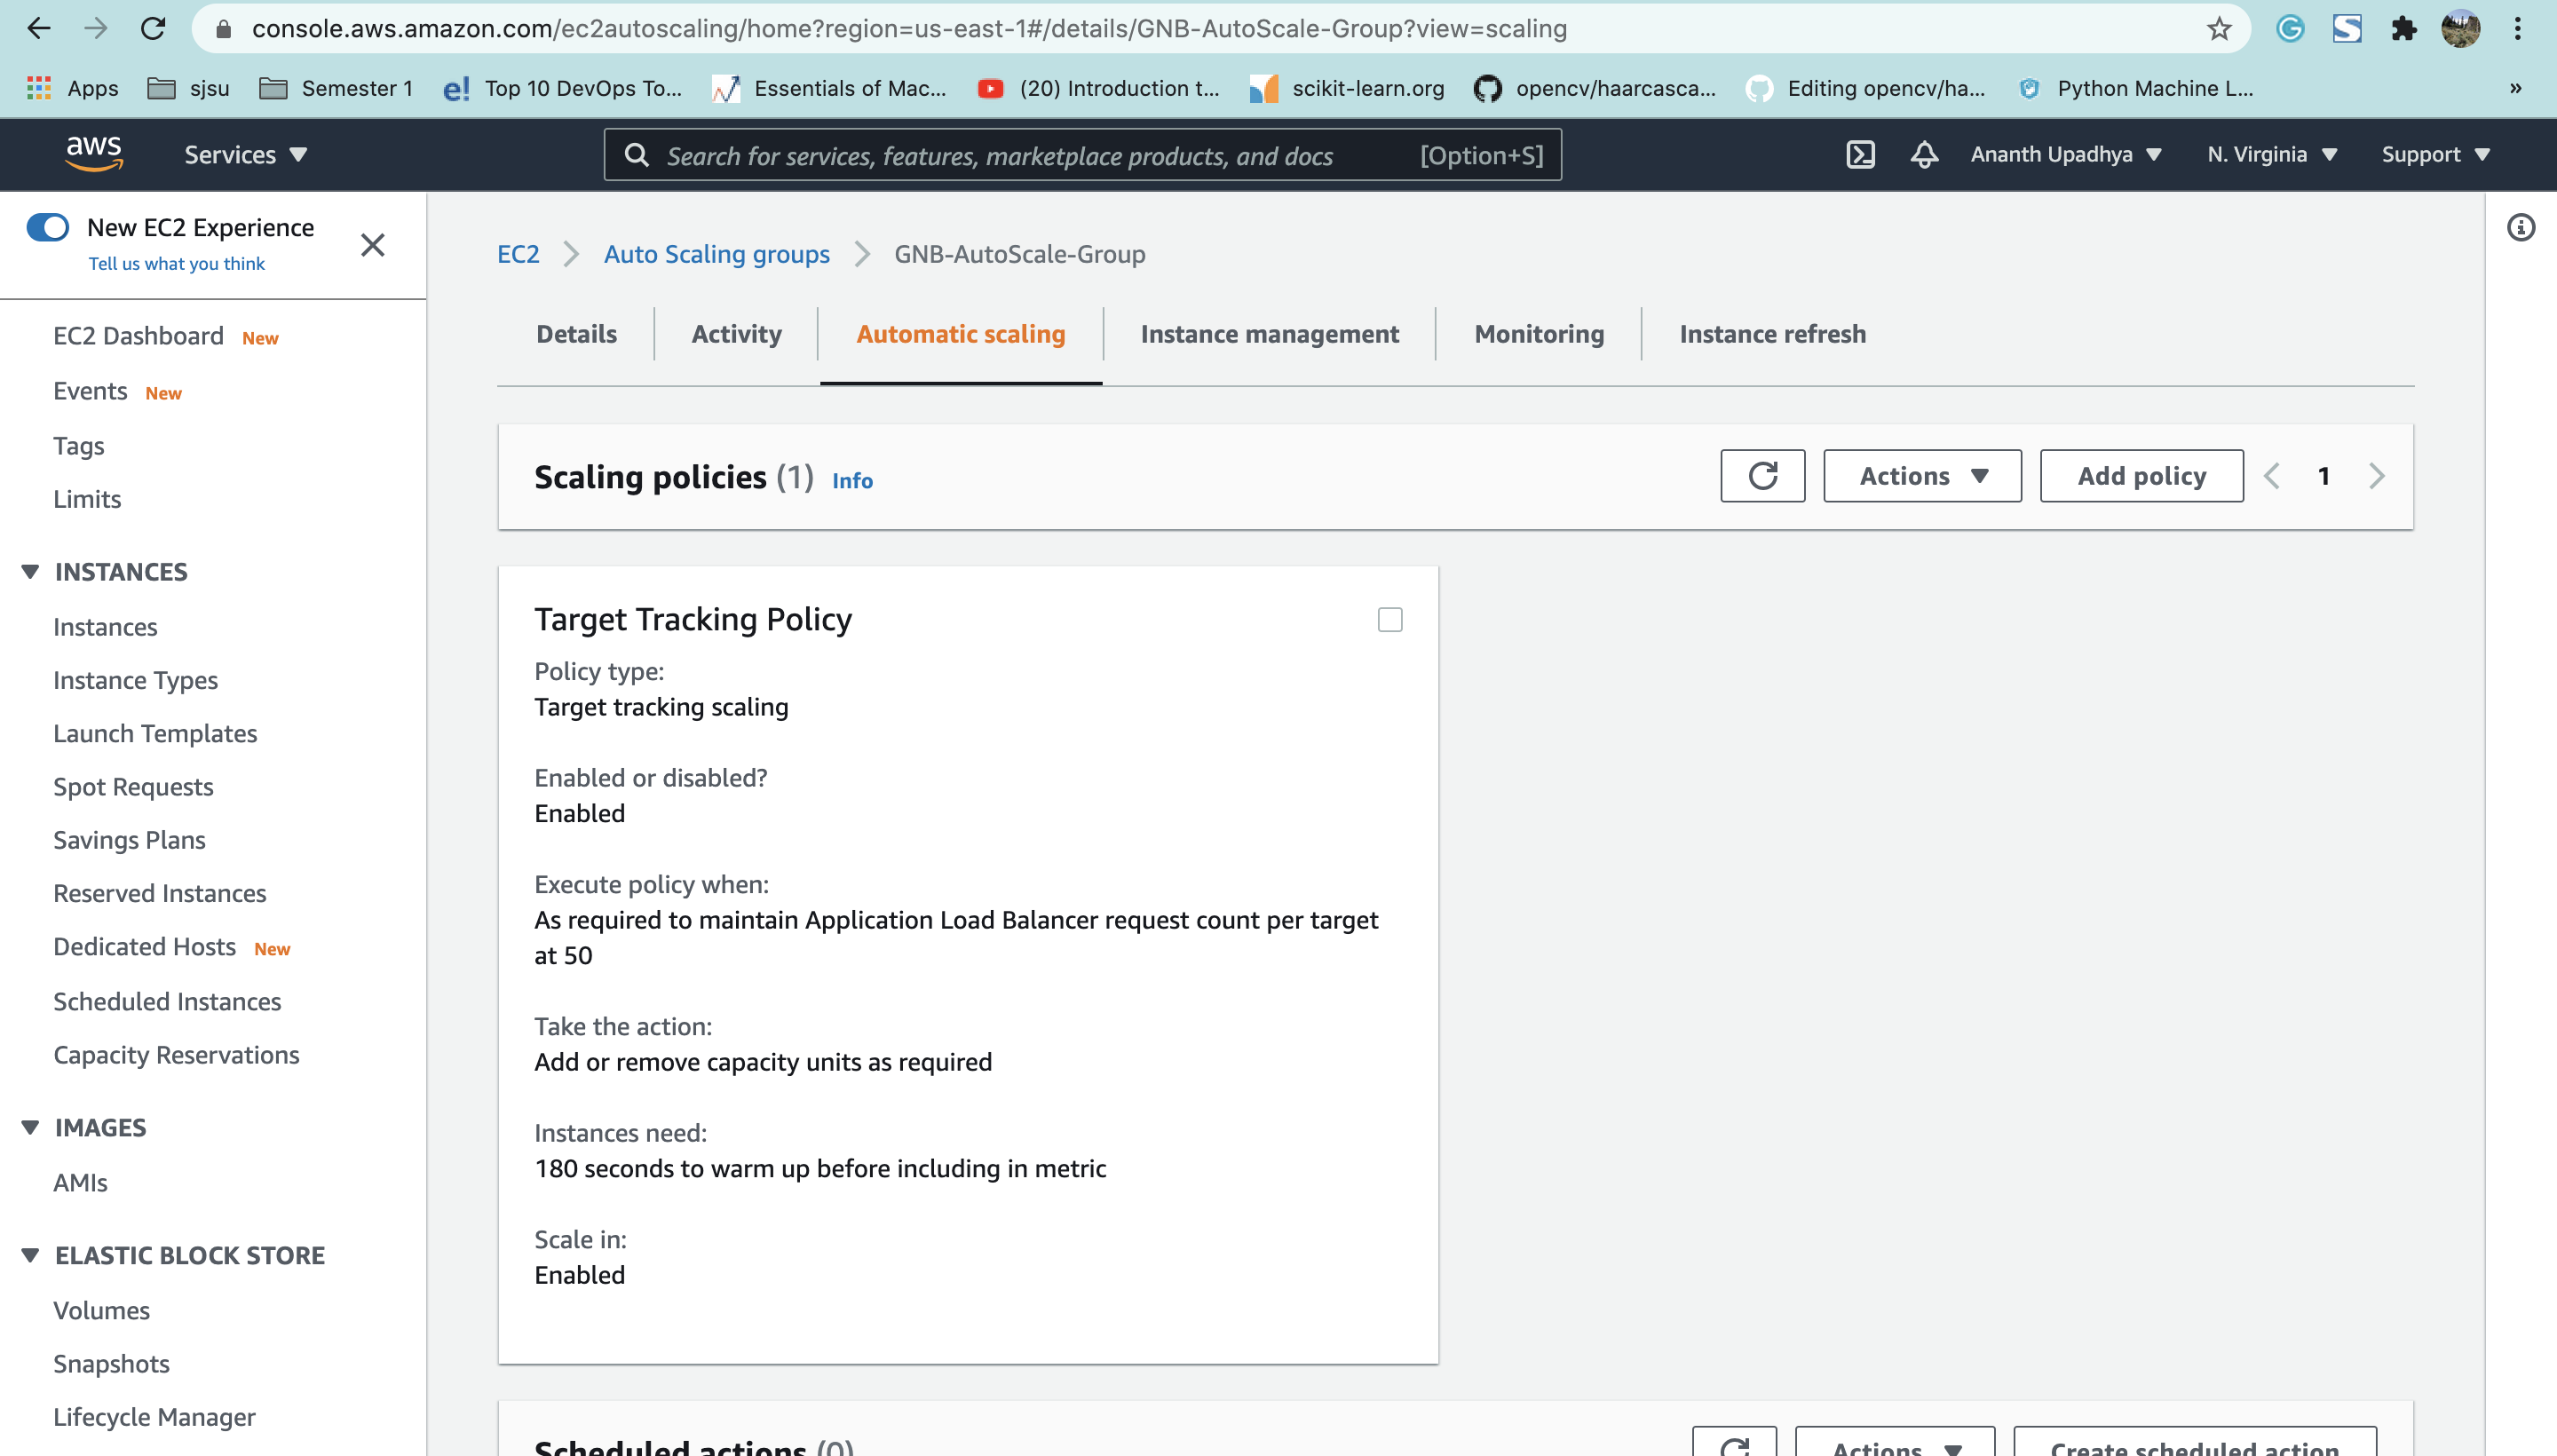 console.aws.amazon.com/ec2autoscaling/home?region=us-east-1#/details/GNB-AutoScale-Group?view=scaling
Apps
sjsu
Semester 1
e! Top 10 DevOps To...
Essentials of Mac...
(20) Introduction t...
scikit-learn.org
opencv/haarcasca...
Editing opencv/ha...
Python Machine L...
»
aws
Services
Search for services, features, marketplace products, and docs
[Option+S]
Ananth Upadhya
N. Virginia
Support
New EC2 Experience
Tell us what you think
EC2 Dashboard New
Events New
Tags
Limits
INSTANCES
Instances
Instance Types
Launch Templates
Spot Requests
Savings Plans
Reserved Instances
Dedicated Hosts New
Scheduled Instances
Capacity Reservations
IMAGES
AMIs
ELASTIC BLOCK STORE
Volumes
Snapshots
Lifecycle Manager
EC2 > Auto Scaling groups > GNB-AutoScale-Group
Details
Activity
Automatic scaling
Instance management
Monitoring
Instance refresh
Scaling policies (1) Info
Actions
Add policy
1
Target Tracking Policy
Policy type:
Target tracking scaling
Enabled or disabled?
Enabled
Execute policy when:
As required to maintain Application Load Balancer request count per target
at 50
Take the action:
Add or remove capacity units as required
Instances need:
180 seconds to warm up before including in metric
Scale in:
Enabled
Scheduled actions (0)
Actions
Create scheduled action